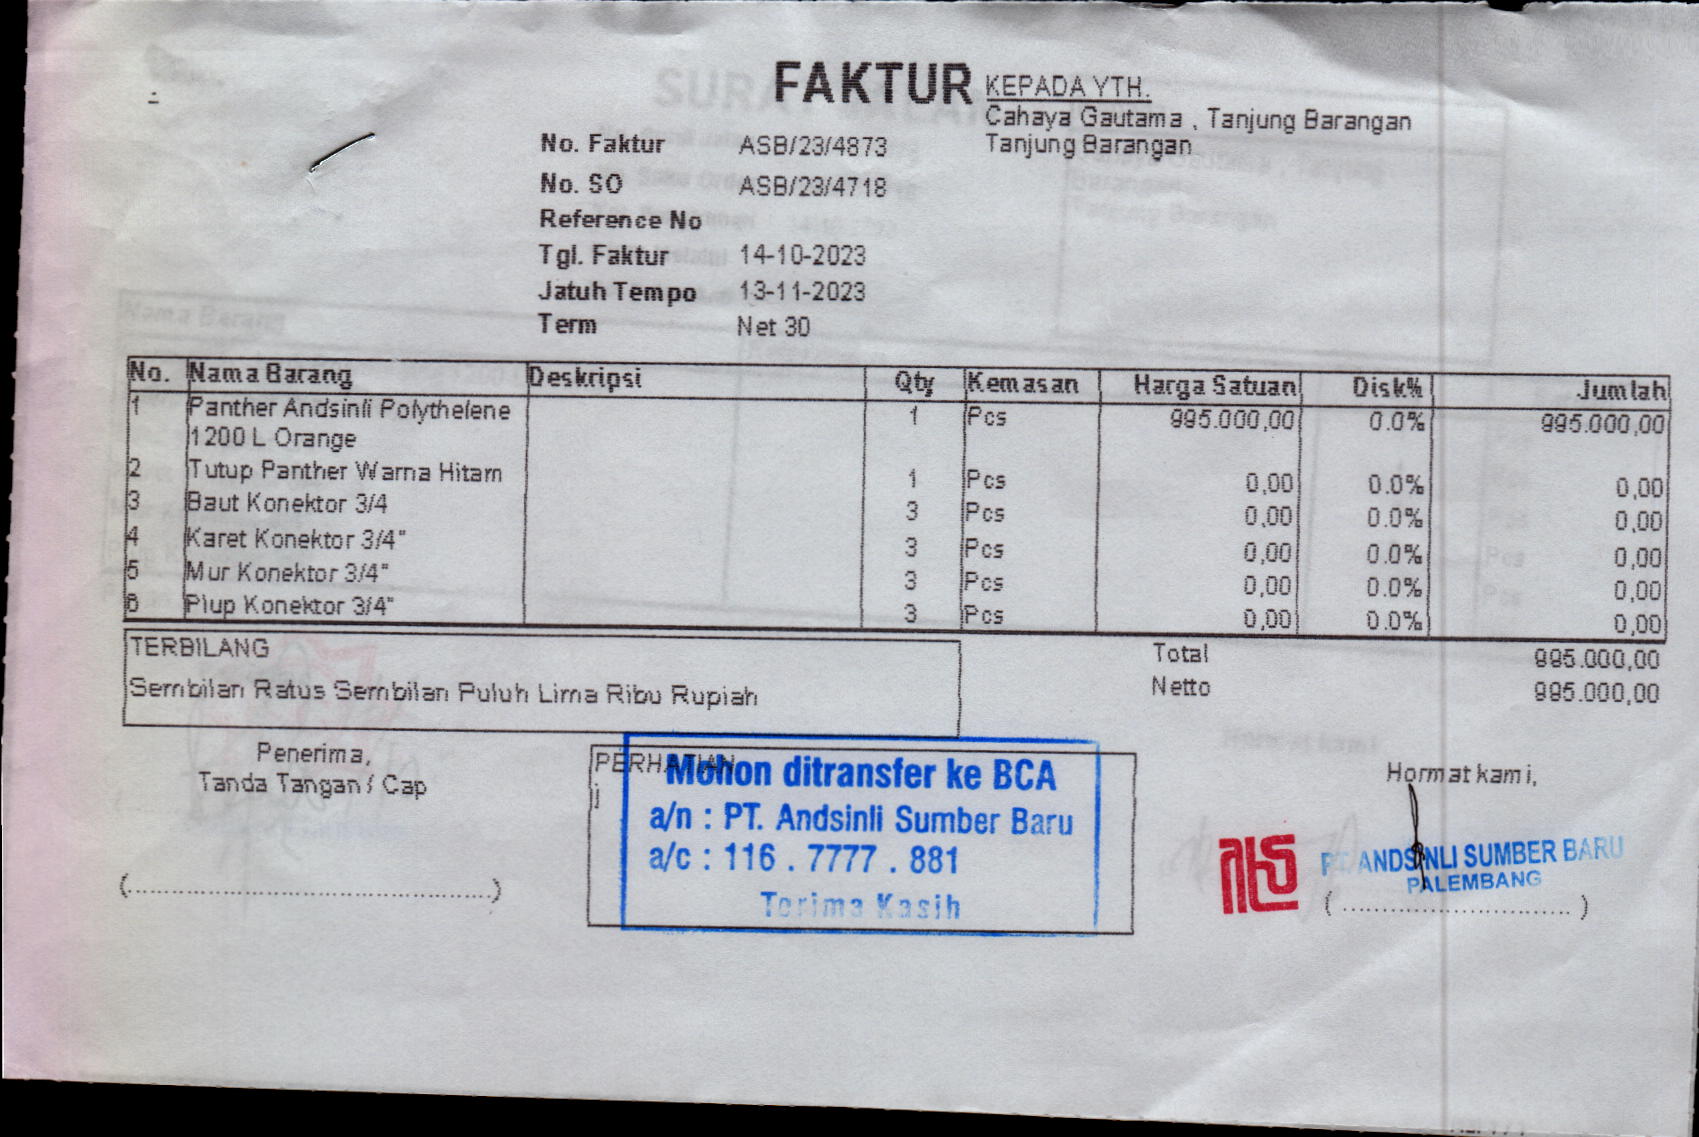 FAKTUR
KEPADA YTH.
Cahaya Gautama , Tanjung Barangan
Tanjung Barangan
No. Faktur ASB/23/4873
No. SO ASB/23/4718
Reference No
Tgl. Faktur 14-10-2023
Jatuh Tempo 13-11-2023
Term Net 30
No. Nama Barang Deskripsi Qty Kemasan Harga Satuan Disk% Jumlah
1 Panther Andsinli Polythelene 1 Pcs 995.000,00 0.0% 995.000,00
1200 L Orange
2 Tutup Panther Warna Hitam 1 Pcs 0,00 0.0% 0,00
3 Baut Konektor 3/4 3 Pcs 0,00 0.0% 0,00
4 Karet Konektor 3/4" 3 Pcs 0,00 0.0% 0,00
5 Mur Konektor 3/4" 3 Pcs 0,00 0.0% 0,00
6 Plup Konektor 3/4" 3 Pcs 0,00 0.0% 0,00
TERBILANG
Sembilan Ratus Sembilan Puluh Lima Ribu Rupiah
Total 995.000,00
Netto 995.000,00
Penerima,
Tanda Tangan / Cap
(..........................................................)
PERHATIAN
j
Mohon ditransfer ke BCA
a/n : PT. Andsinli Sumber Baru
a/c : 116 . 7777 . 881
Terima Kasih
Hormat kami,
PT. ANDSINLI SUMBER BARU
PALEMBANG
( .................................... )